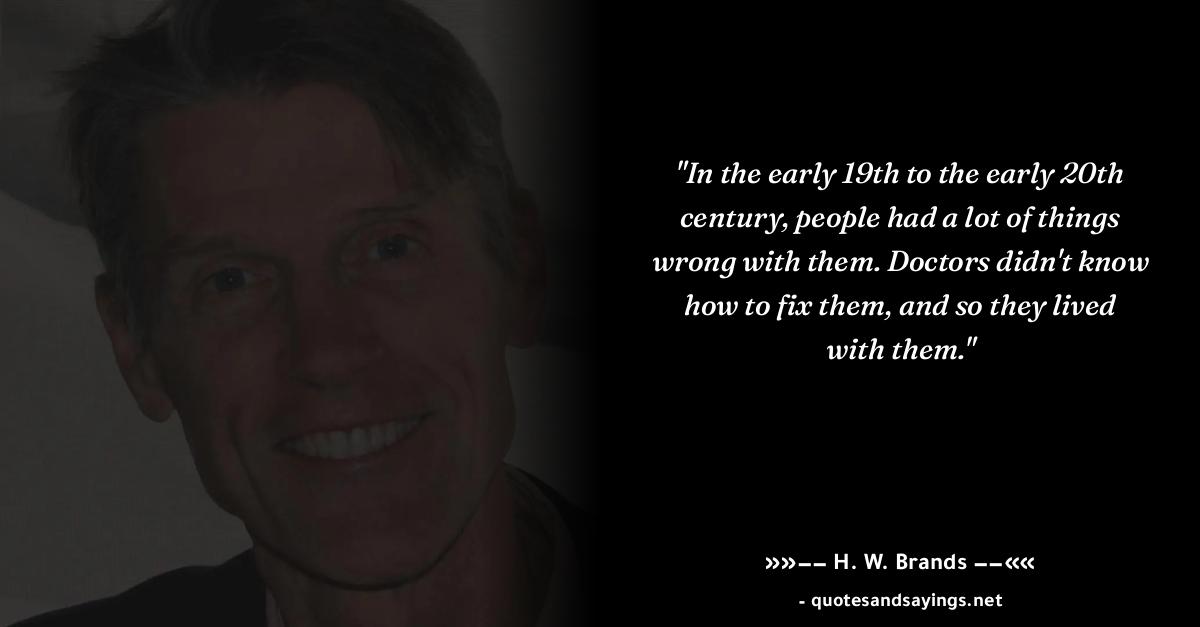 "In the early 19th to the early 20th
century, people had a lot of things
wrong with them. Doctors didn't know
how to fix them, and so they lived
with them."
»»–– H. W. Brands ––««
- quotesandsayings.net